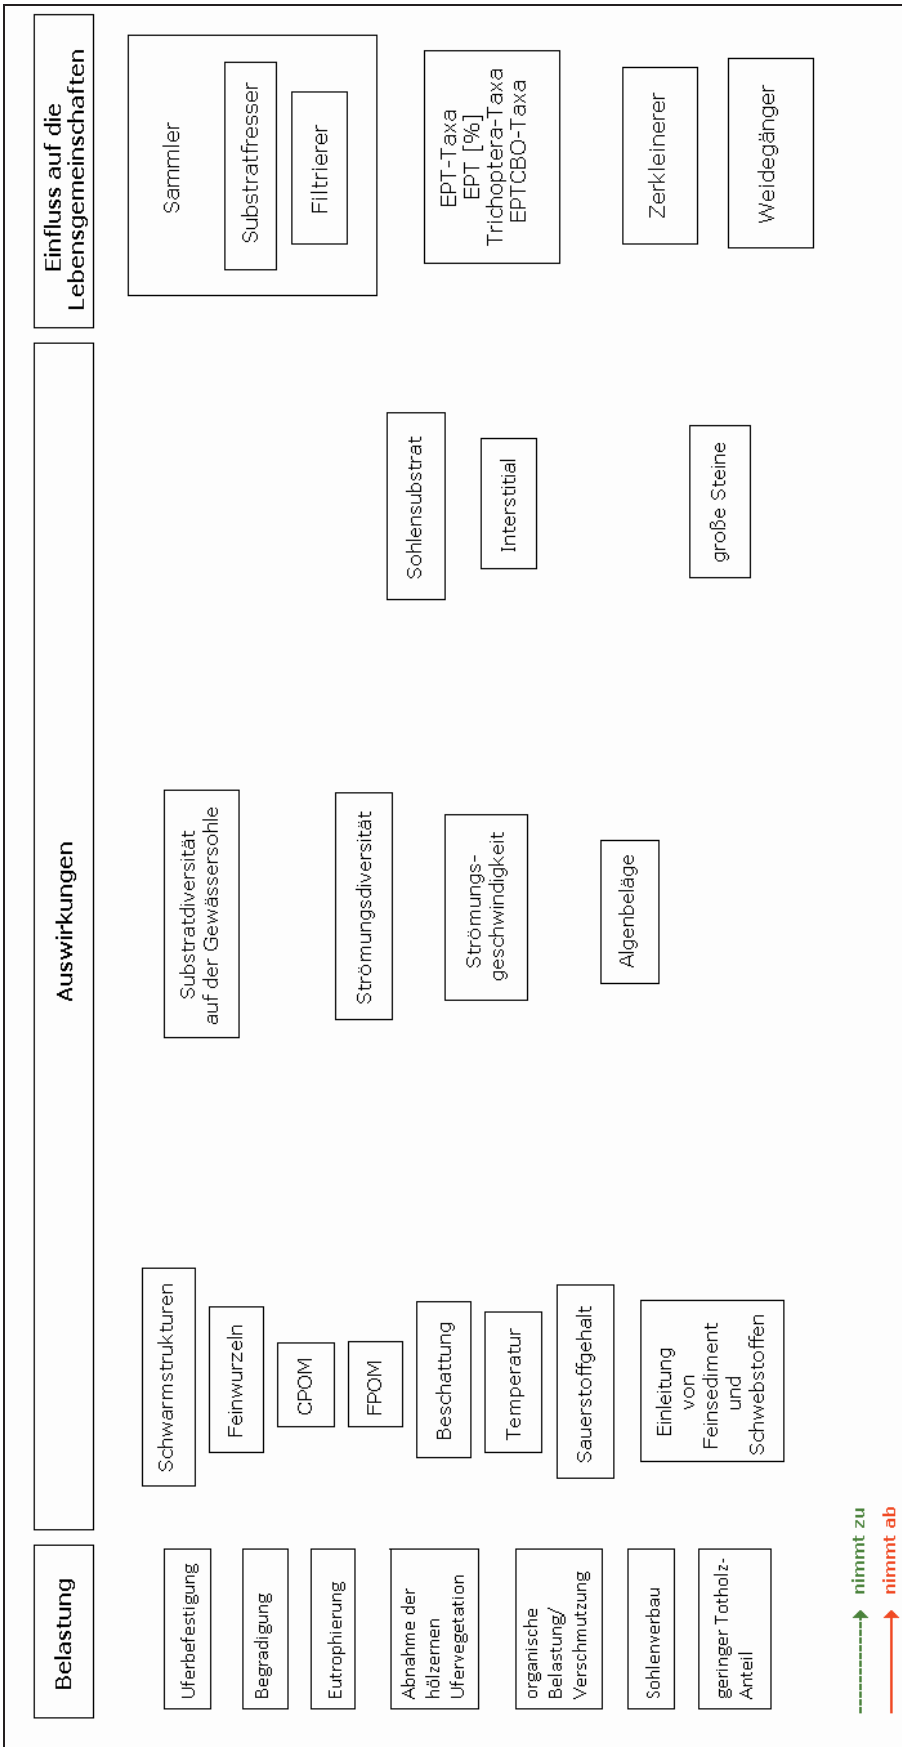 Belastung
Auswirkungen
Einfluss auf die
Lebensgemeinschaften
Uferbefestigung
Begradigung
Eutrophierung
Abnahme der
hölzernen
Ufervegetation
organische
Belastung/
Verschmutzung
Sohlenverbau
geringer Totholz-
Anteil
Schwarmstrukturen
Feinwurzeln
CPOM
FPOM
Beschattung
Temperatur
Sauerstoffgehalt
Einleitung
von
Feinsediment
und
Schwebstoffen
Substratdiversität
auf der Gewässersohle
Strömungsdiversität
Strömungs-
geschwindigkeit
Algenbeläge
Sohlensubstrat
Interstitial
große Steine
Sammler
Substratfresser
Filtrierer
EPT-Taxa
EPT [%]
Trichoptera-Taxa
EPTCBO-Taxa
Zerkleinerer
Weidegänger
nimmt zu
nimmt ab